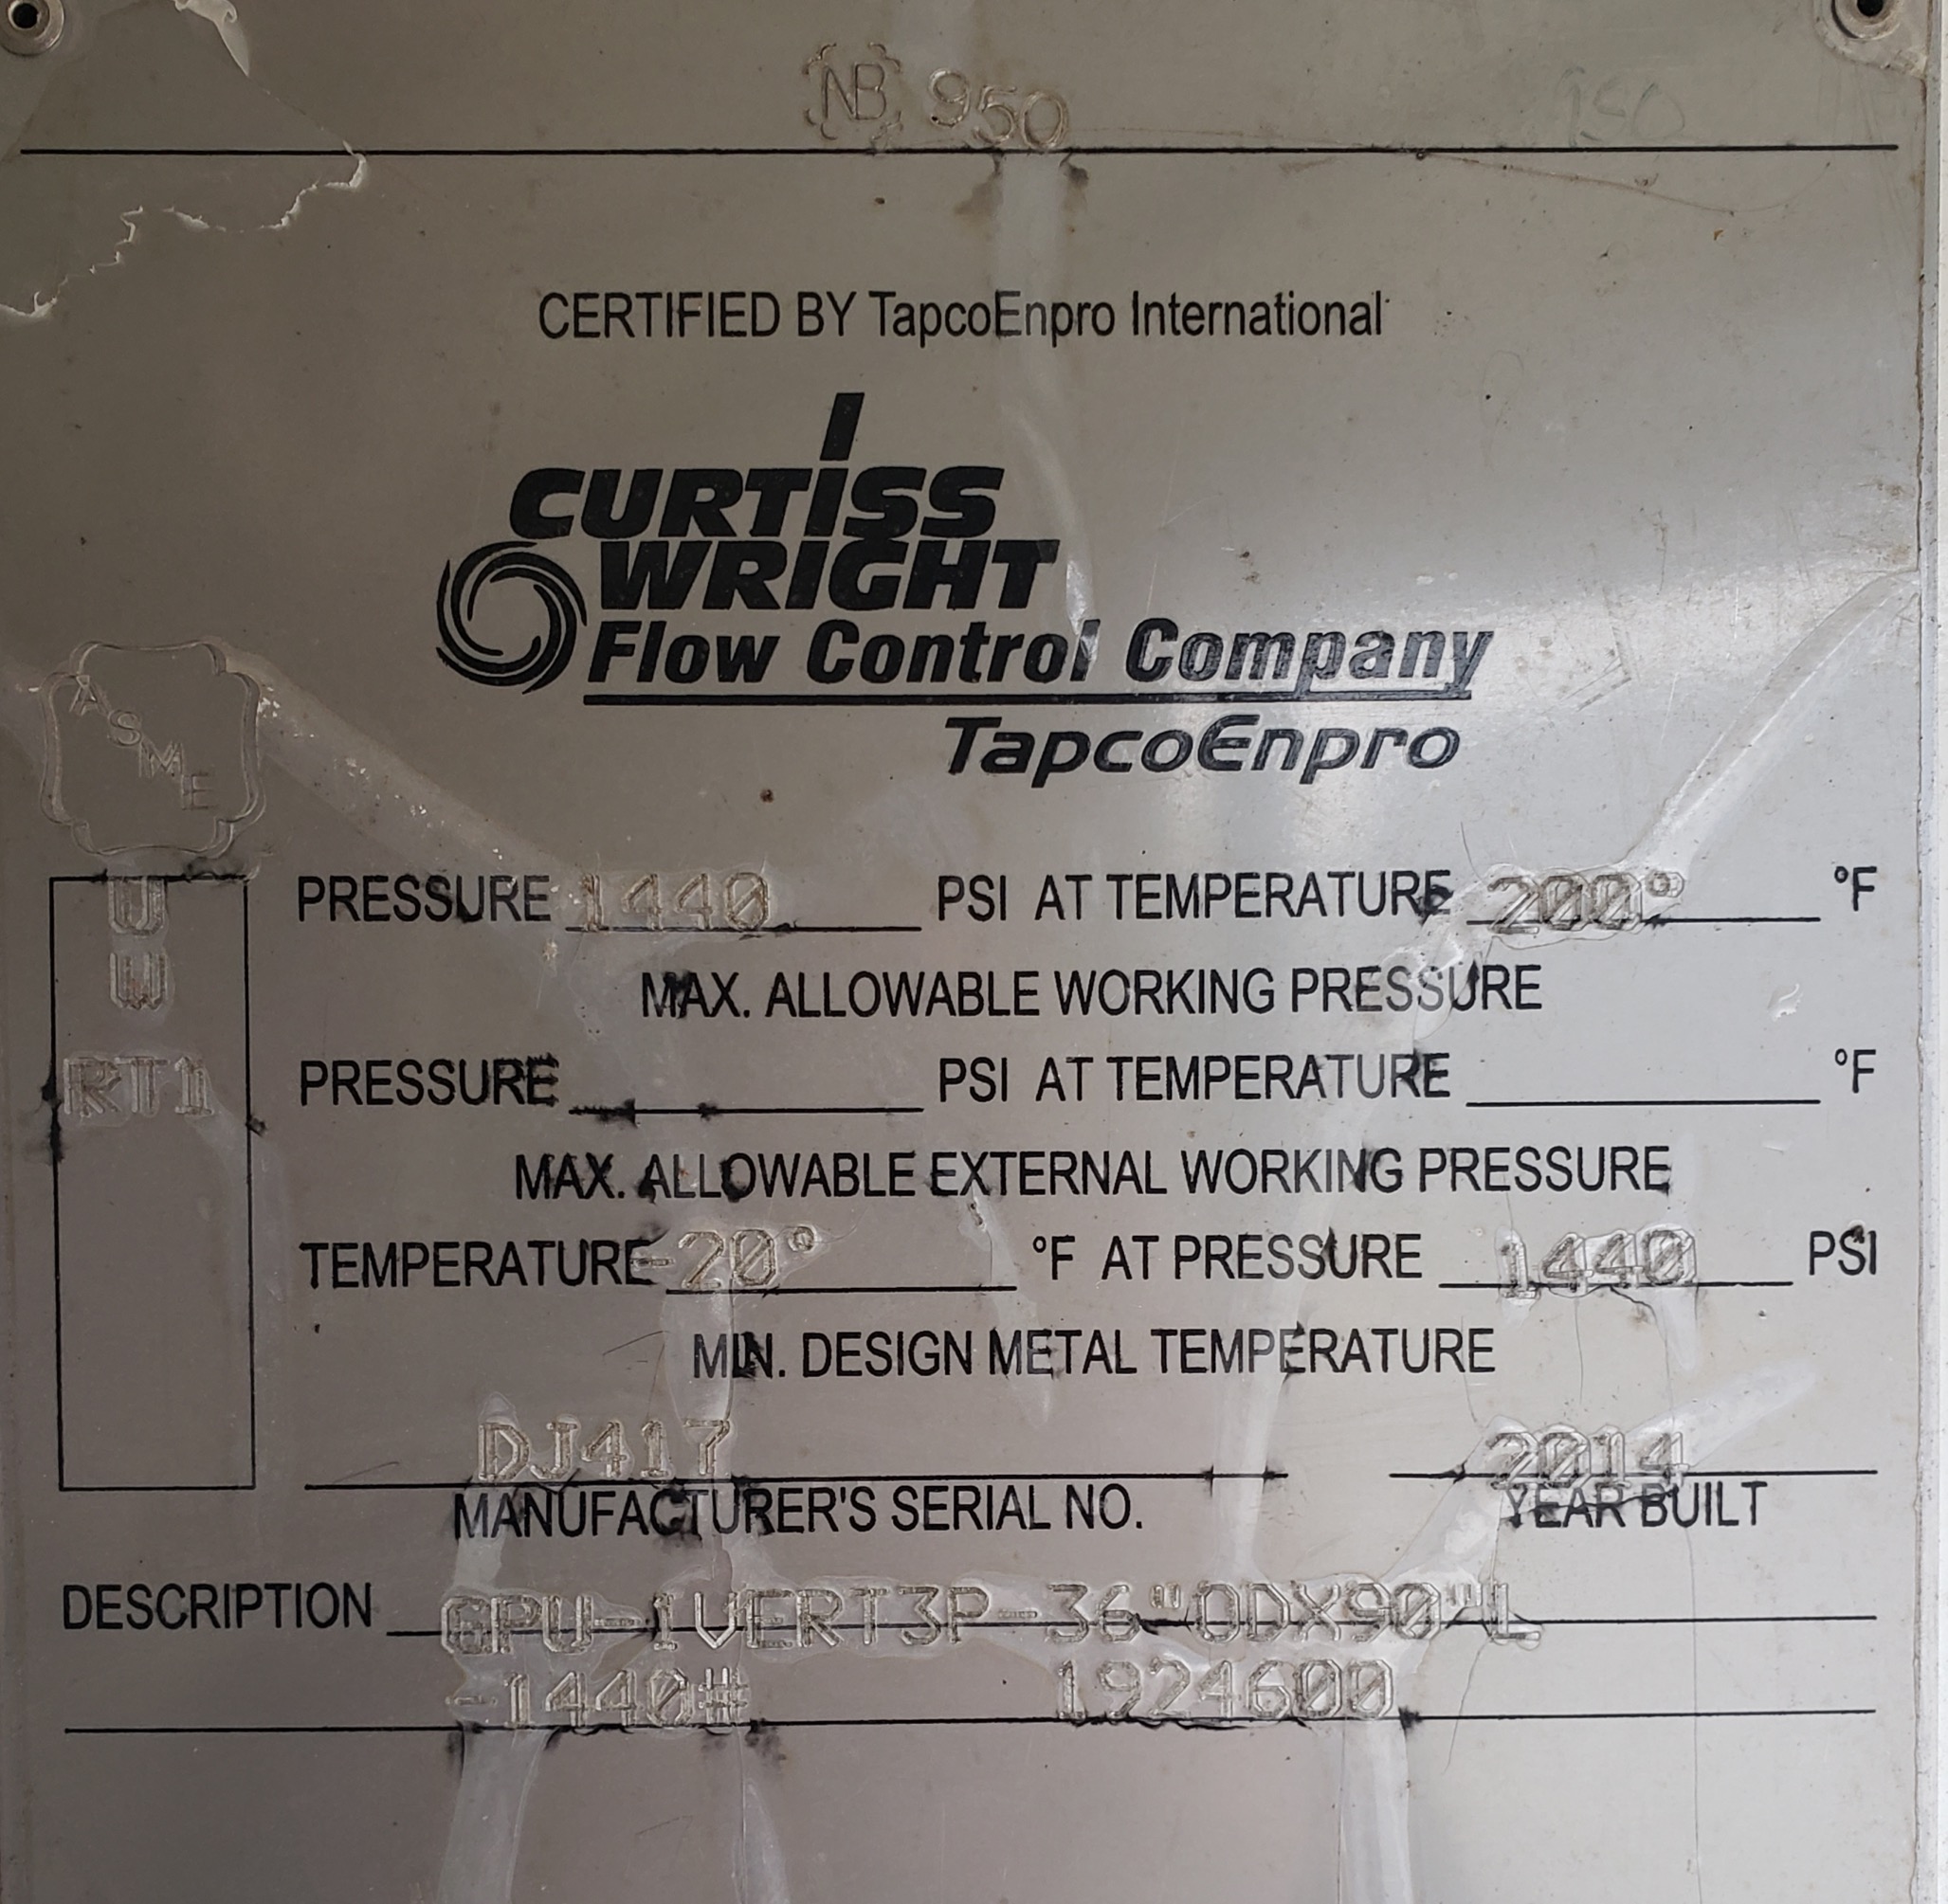 NB 950
CERTIFIED BY TapcoEnpro International
CURTISS
WRIGHT
Flow Control Company
TapcoEnpro
ASME
U
W
RT1
PRESSURE 1440 PSI AT TEMPERATURE 200° °F
MAX. ALLOWABLE WORKING PRESSURE
PRESSURE PSI AT TEMPERATURE °F
MAX. ALLOWABLE EXTERNAL WORKING PRESSURE
TEMPERATURE -20° °F AT PRESSURE 1440 PSI
MIN. DESIGN METAL TEMPERATURE
DJ417 2014
MANUFACTURER'S SERIAL NO. YEAR BUILT
DESCRIPTION GPU-1VERT3P-36"ODX90"L
-1440# 1924600